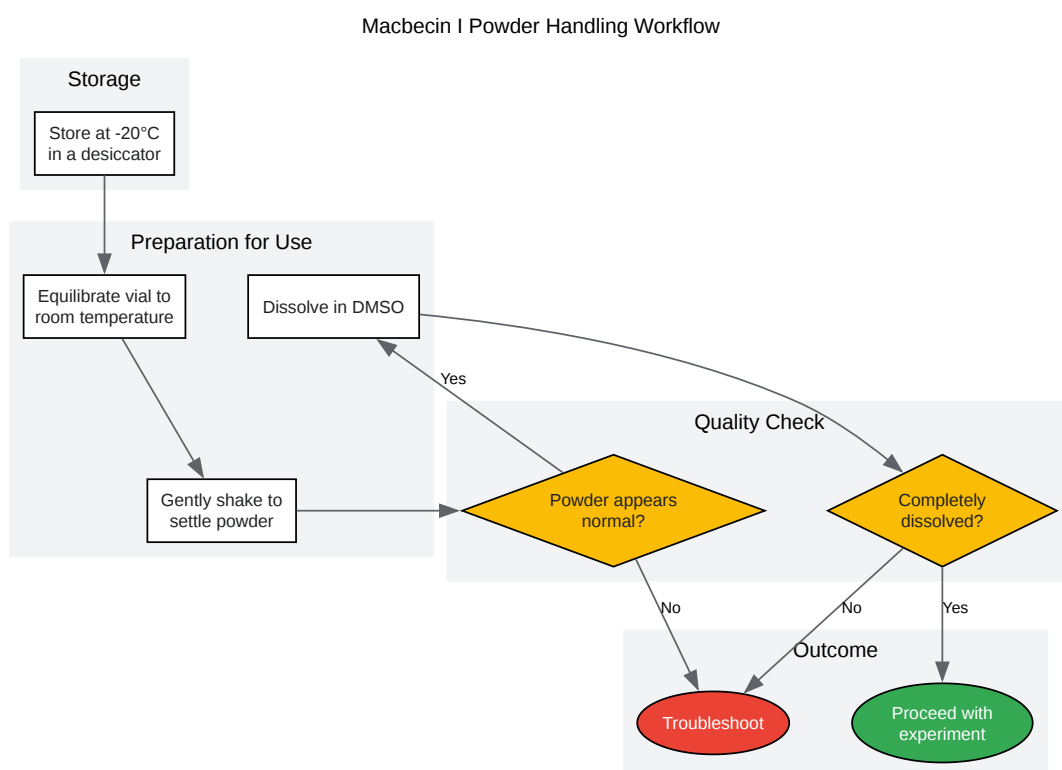 Macbecin I Powder Handling Workflow
Storage
Store at -20°C
in a desiccator
Preparation for Use
Equilibrate vial to
room temperature
Dissolve in DMSO
Yes
Quality Check
Gently shake to
settle powder
Powder appears
normal?
Completely
dissolved?
No
No
Yes
Outcome
Troubleshoot
Proceed with
experiment